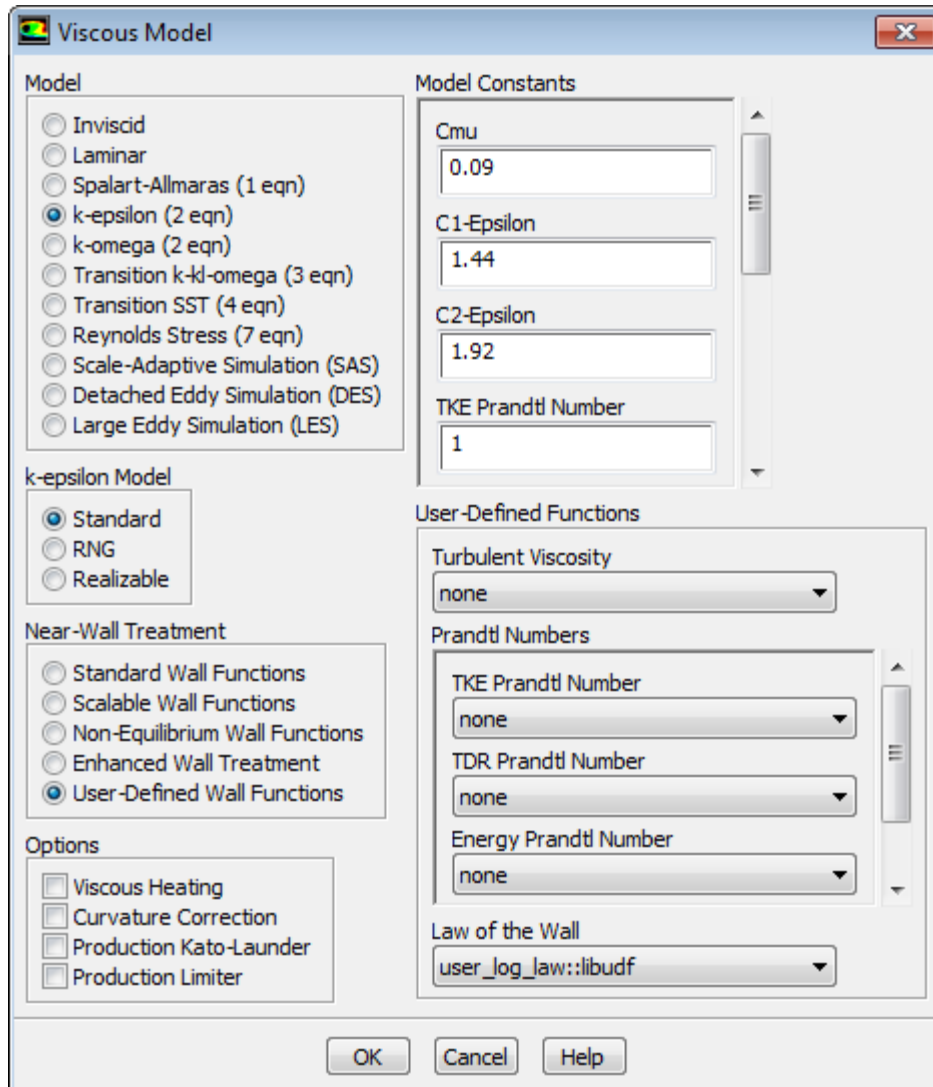 Viscous Model
Model
Inviscid
Laminar
Spalart-Allmaras (1 eqn)
k-epsilon (2 eqn)
k-omega (2 eqn)
Transition k-kl-omega (3 eqn)
Transition SST (4 eqn)
Reynolds Stress (7 eqn)
Scale-Adaptive Simulation (SAS)
Detached Eddy Simulation (DES)
Large Eddy Simulation (LES)
k-epsilon Model
Standard
RNG
Realizable
Near-Wall Treatment
Standard Wall Functions
Scalable Wall Functions
Non-Equilibrium Wall Functions
Enhanced Wall Treatment
User-Defined Wall Functions
Options
Viscous Heating
Curvature Correction
Production Kato-Launder
Production Limiter
Model Constants
Cmu
0.09
C1-Epsilon
1.44
C2-Epsilon
1.92
TKE Prandtl Number
1
User-Defined Functions
Turbulent Viscosity
none
Prandtl Numbers
TKE Prandtl Number
none
TDR Prandtl Number
none
Energy Prandtl Number
none
Law of the Wall
user_log_law::libudf
OK
Cancel
Help